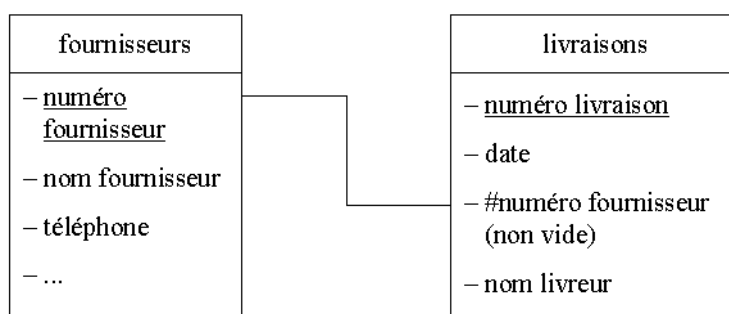 fournisseurs
– numéro
fournisseur
– nom fournisseur
– téléphone
– ...
livraisons
– numéro livraison
– date
– #numéro fournisseur
(non vide)
– nom livreur